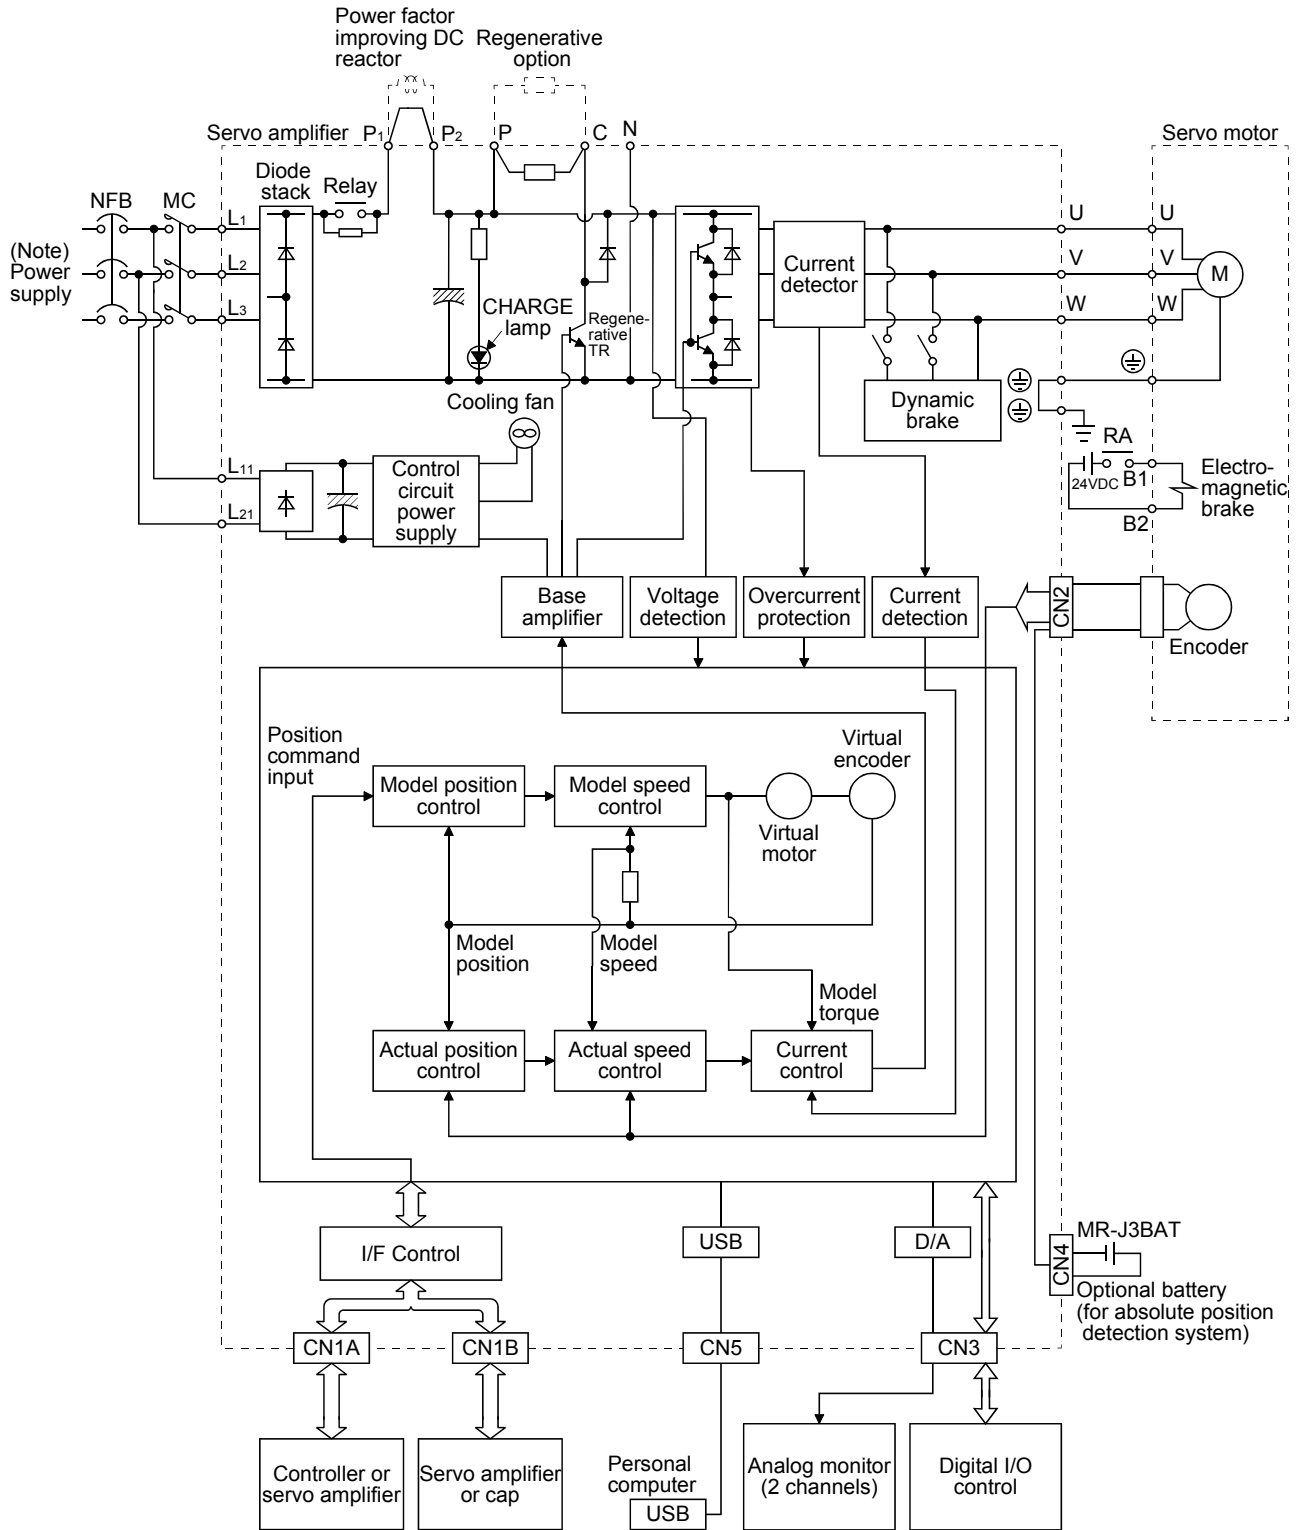 Power factor
improving DC
reactor
Regenerative
option
Servo amplifier
P1
P2
P
C
N
Servo motor
Diode
stack
Relay
NFB
MC
L1
L2
L3
(Note)
Power
supply
CHARGE
lamp
Regene-
rative
TR
Current
detector
U
V
W
U
V
W
M
Dynamic
brake
Cooling fan
RA
24VDC
B1
B2
Electro-
magnetic
brake
L11
L21
Control
circuit
power
supply
Base
amplifier
Voltage
detection
Overcurrent
protection
Current
detection
CN2
Encoder
Position
command
input
Model position
control
Model speed
control
Virtual
encoder
Virtual
motor
Model
position
Model
speed
Model
torque
Actual position
control
Actual speed
control
Current
control
I/F Control
USB
D/A
CN4
MR-J3BAT
Optional battery
(for absolute position
detection system)
CN1A
CN1B
CN5
CN3
Controller or
servo amplifier
Servo amplifier
or cap
Personal
computer
USB
Analog monitor
(2 channels)
Digital I/O
control